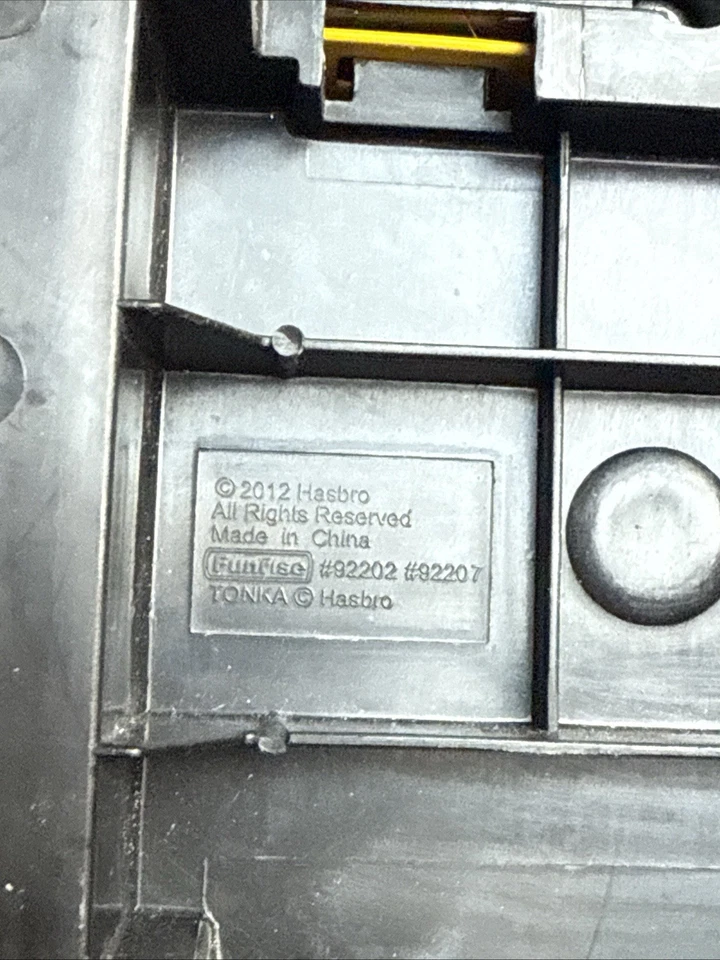 © 2012 Hasbro
All Rights Reserved
Made in China
Funrise #92202 #92207
TONKA © Hasbro